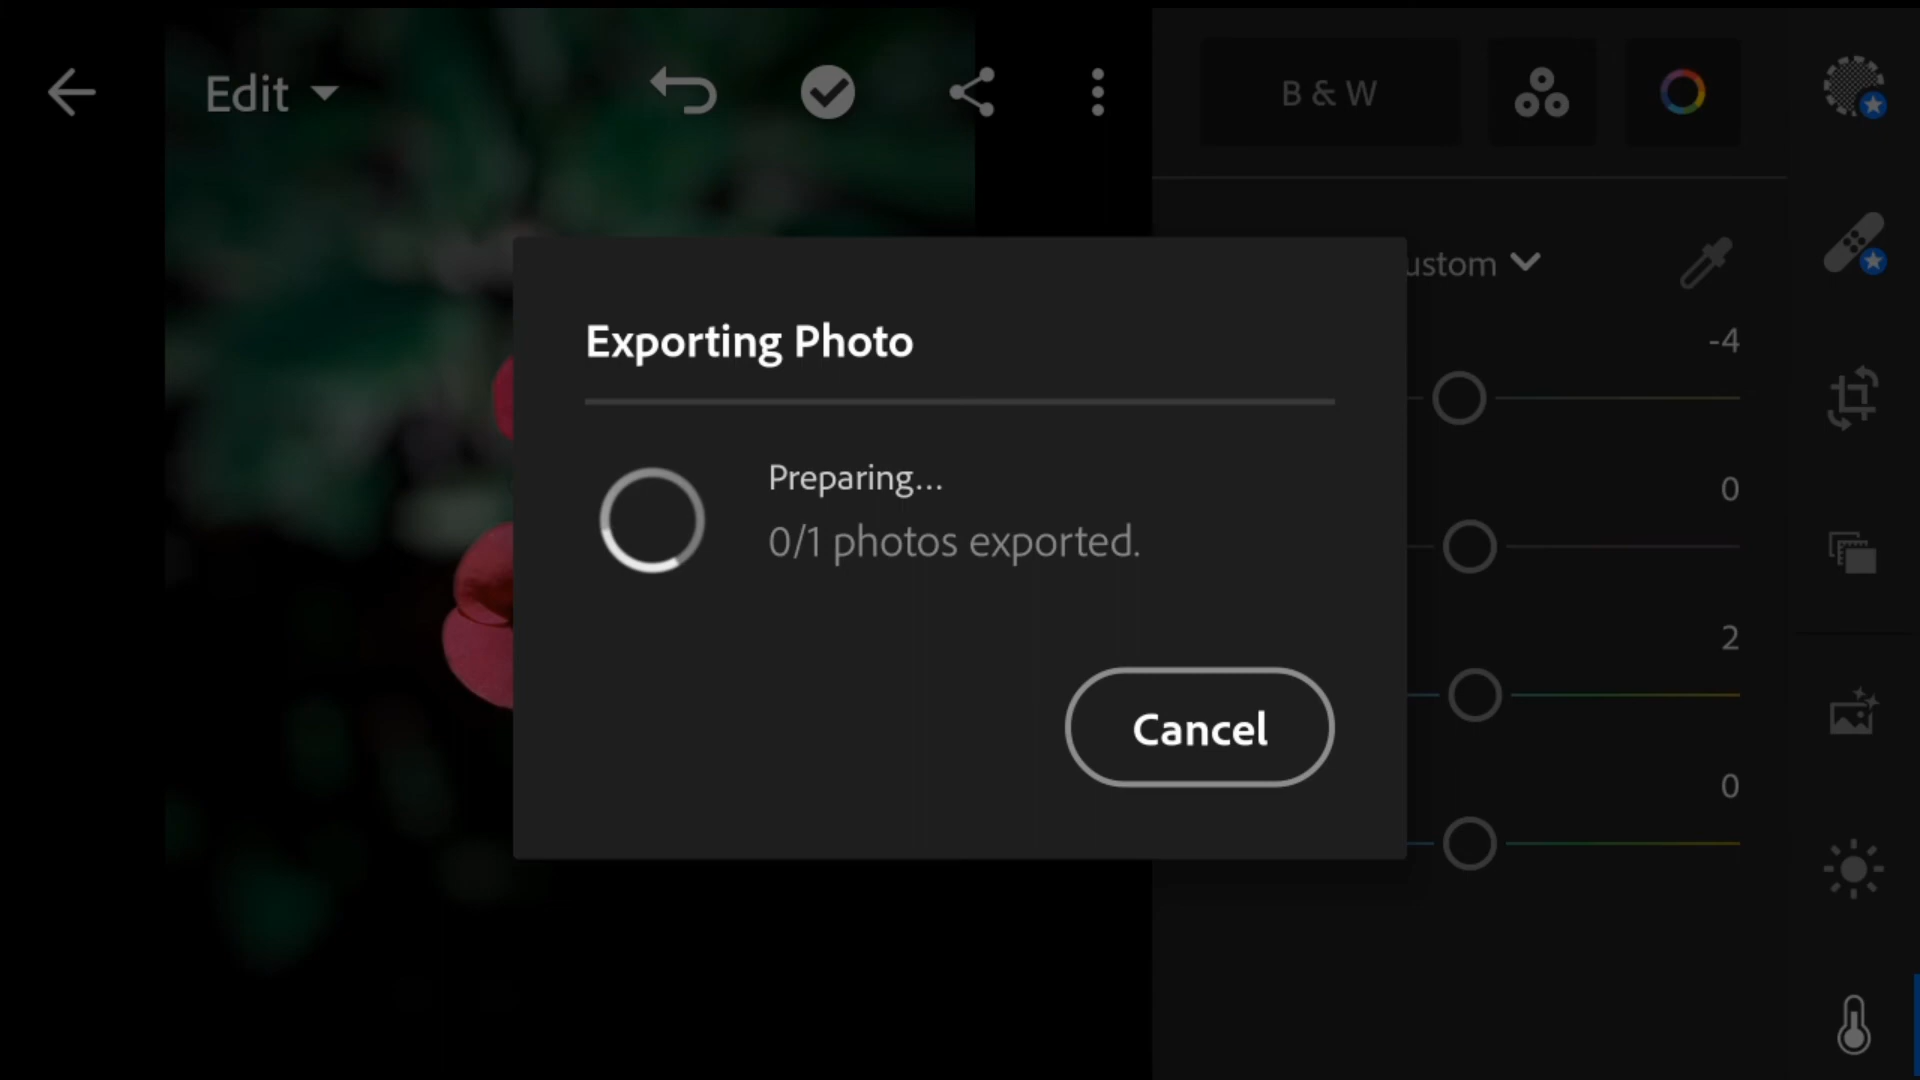 Edit
B & W
ustom
-4
0
2
0
Exporting Photo
Preparing...
0/1 photos exported.
Cancel